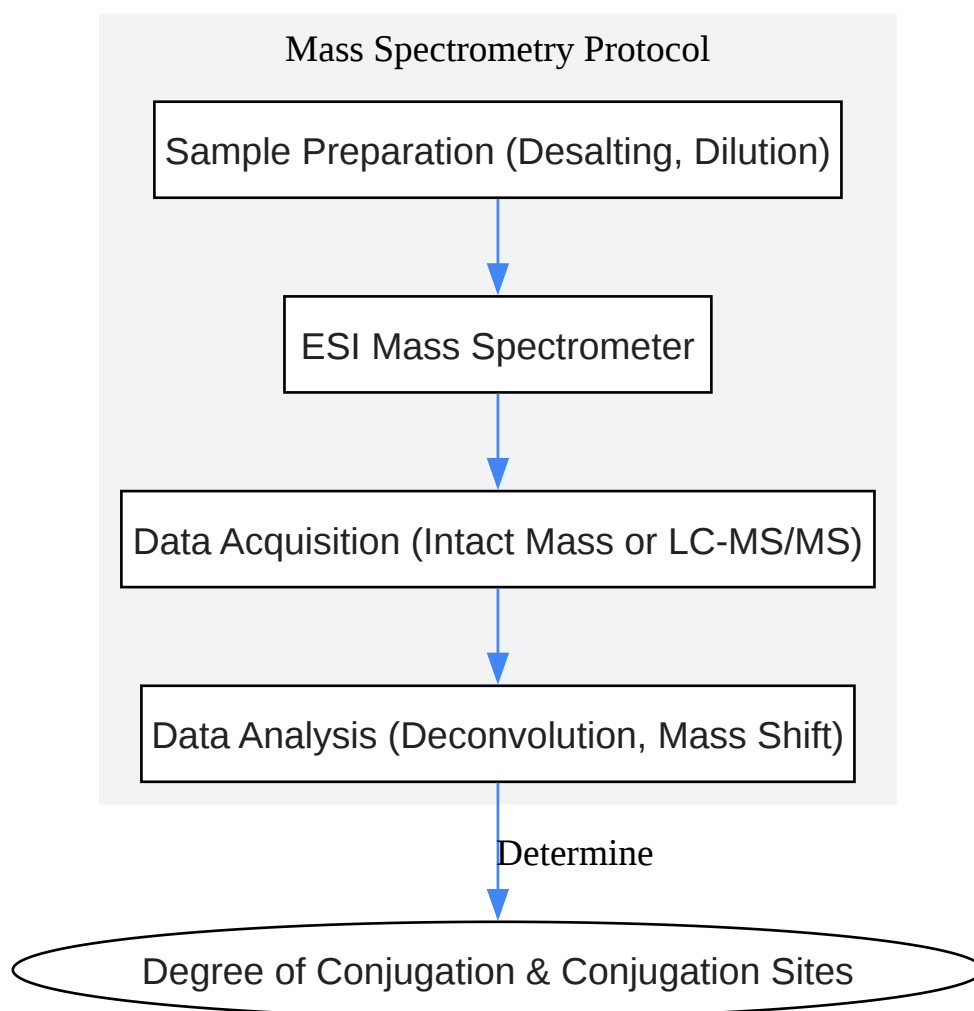 Mass Spectrometry Protocol
Sample Preparation (Desalting, Dilution)
ESI Mass Spectrometer
Data Acquisition (Intact Mass or LC-MS/MS)
Data Analysis (Deconvolution, Mass Shift)
Determine
Degree of Conjugation & Conjugation Sites